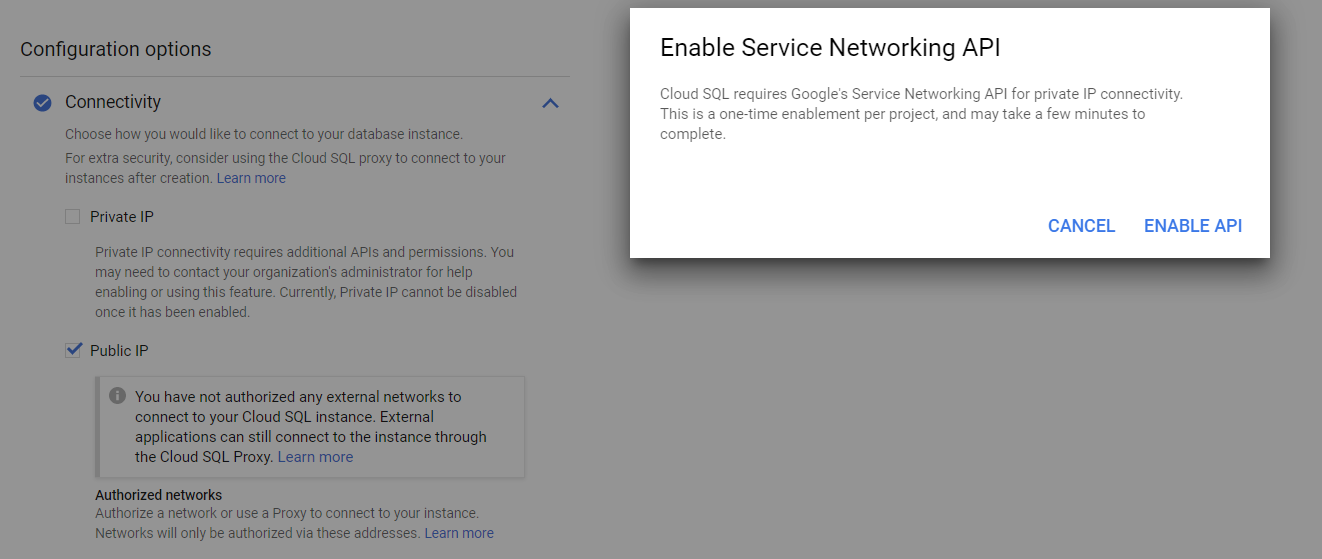 Configuration options
Connectivity
Choose how you would like to connect to your database instance.
For extra security, consider using the Cloud SQL proxy to connect to your
instances after creation. Learn more
Private IP
Private IP connectivity requires additional APIs and permissions. You
may need to contact your organization's administrator for help
enabling or using this feature. Currently, Private IP cannot be disabled
once it has been enabled.
Public IP
You have not authorized any external networks to
connect to your Cloud SQL instance. External
applications can still connect to the instance through
the Cloud SQL Proxy. Learn more
Authorized networks
Authorize a network or use a Proxy to connect to your instance.
Networks will only be authorized via these addresses. Learn more
Enable Service Networking API
Cloud SQL requires Google's Service Networking API for private IP connectivity.
This is a one-time enablement per project, and may take a few minutes to
complete.
CANCEL ENABLE API